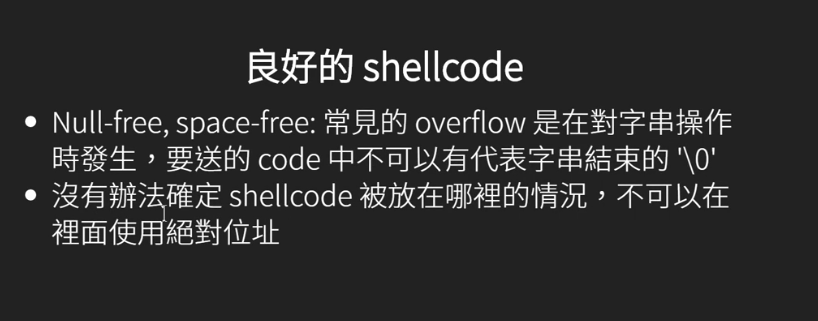 良好的 shellcode
• Null-free, space-free: 常見的 overflow 是在對字串操作
時發生，要送的 code 中不可以有代表字串結束的 '\0'
• 沒有辦法確定 shellcode 被放在哪裡的情況，不可以在
裡面使用絕對位址